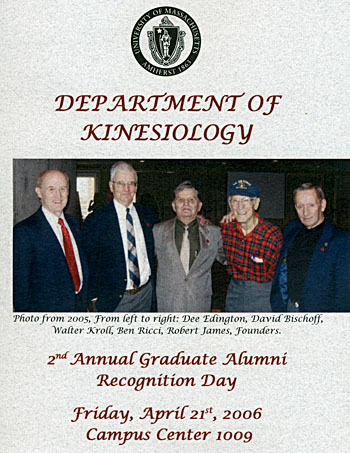 UNIVERSITY OF MASSACHUSETTS
AMHERST 1863
DEPARTMENT OF
KINESIOLOGY
Photo from 2005, From left to right: Dee Edington, David Bischoff,
Walter Kroll, Ben Ricci, Robert James, Founders.
2nd Annual Graduate Alumni
Recognition Day
Friday, April 21st, 2006
Campus Center 1009